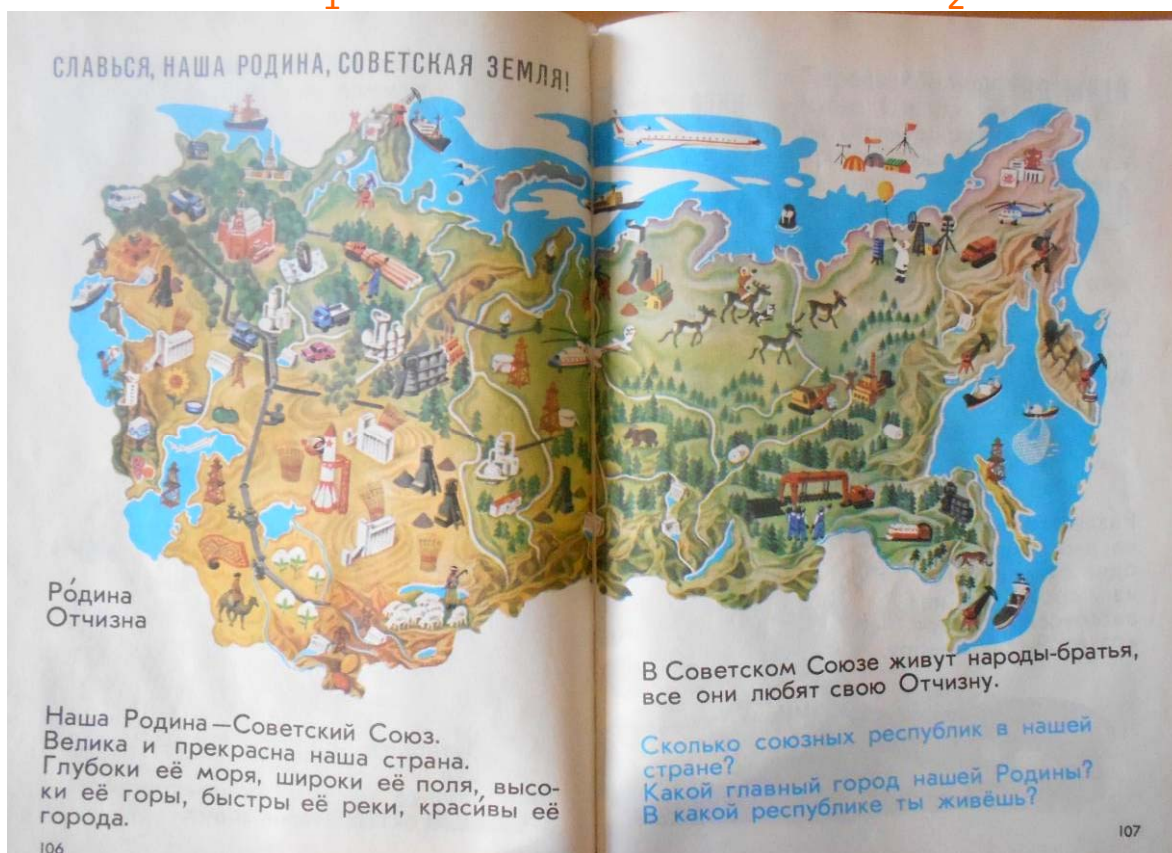 1
2
СЛАВЬСЯ, НАША РОДИНА, СОВЕТСКАЯ ЗЕМЛЯ!
Ро́дина
Отчизна
Наша Родина—Советский Союз.
Велика и прекрасна наша страна.
Глубоки её моря, широки её поля, высо-
ки её горы, быстры её реки, краси́вы её
города.
106
В Советском Союзе живут народы-братья,
все они любят свою Отчизну.
Сколько союзных республик в нашей
стране?
Какой главный город нашей Родины?
В какой республике ты живёшь?
107